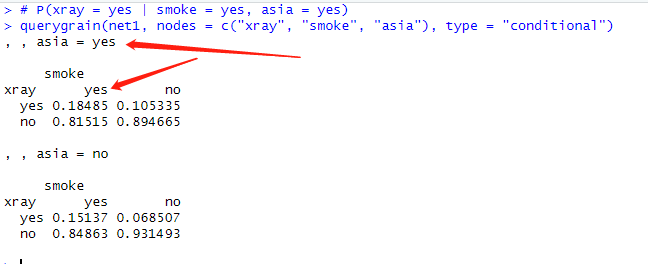 > # P(xray = yes | smoke = yes, asia = yes)
> querygrain(net1, nodes = c("xray", "smoke", "asia"), type = "conditional")
, , asia = yes
     smoke
xray      yes       no
  yes 0.18485 0.105335
  no  0.81515 0.894665
, , asia = no
     smoke
xray      yes       no
  yes 0.15137 0.068507
  no  0.84863 0.931493